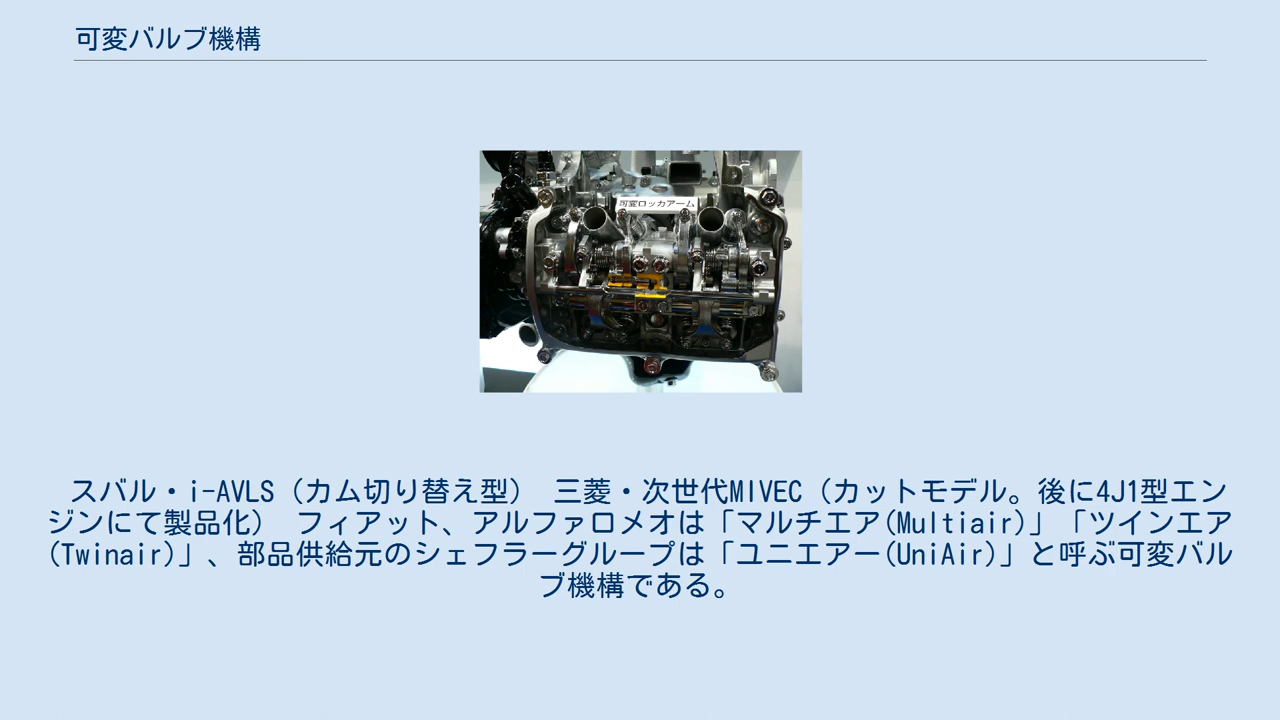 可変バルブ機構
可変ロッカアーム
スバル・i-AVLS（カム切り替え型）　三菱・次世代MIVEC（カットモデル。後に4J1型エン
ジンにて製品化）　フィアット、アルファロメオは「マルチエア(Multiair)」「ツインエア
(Twinair)」、部品供給元のシェフラーグループは「ユニエアー(UniAir)」と呼ぶ可変バル
ブ機構である。